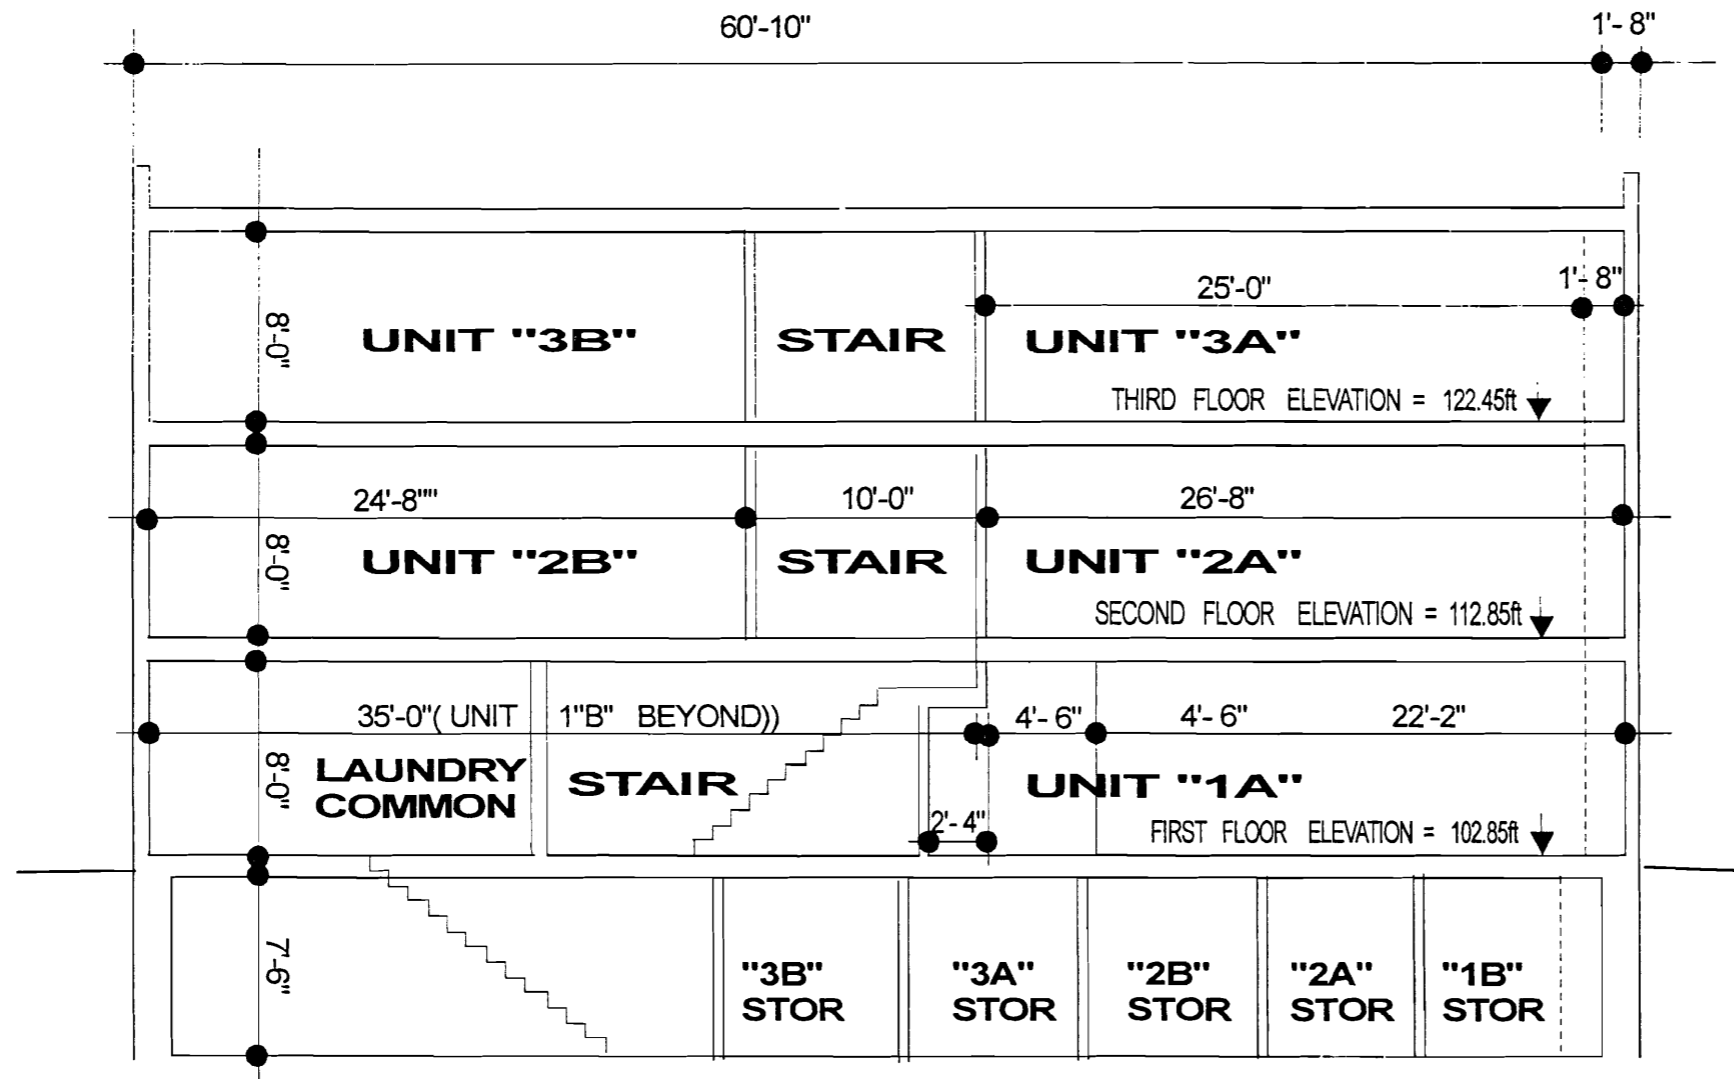 60'-10" 1'- 8"
25'-0" 1'- 8"
8'-0" UNIT "3B" STAIR UNIT "3A"
THIRD FLOOR ELEVATION = 122.45ft
24'-8"" 10'-0" 26'-8"
8'-0" UNIT "2B" STAIR UNIT "2A"
SECOND FLOOR ELEVATION = 112.85ft
35'-0"( UNIT 1"B" BEYOND)) 4'- 6" 4'- 6" 22'-2"
8'-0" LAUNDRY
COMMON
STAIR UNIT "1A"
2'- 4" FIRST FLOOR ELEVATION = 102.85ft
7'-6"
"3B" "3A" "2B" "2A" "1B"
STOR STOR STOR STOR STOR